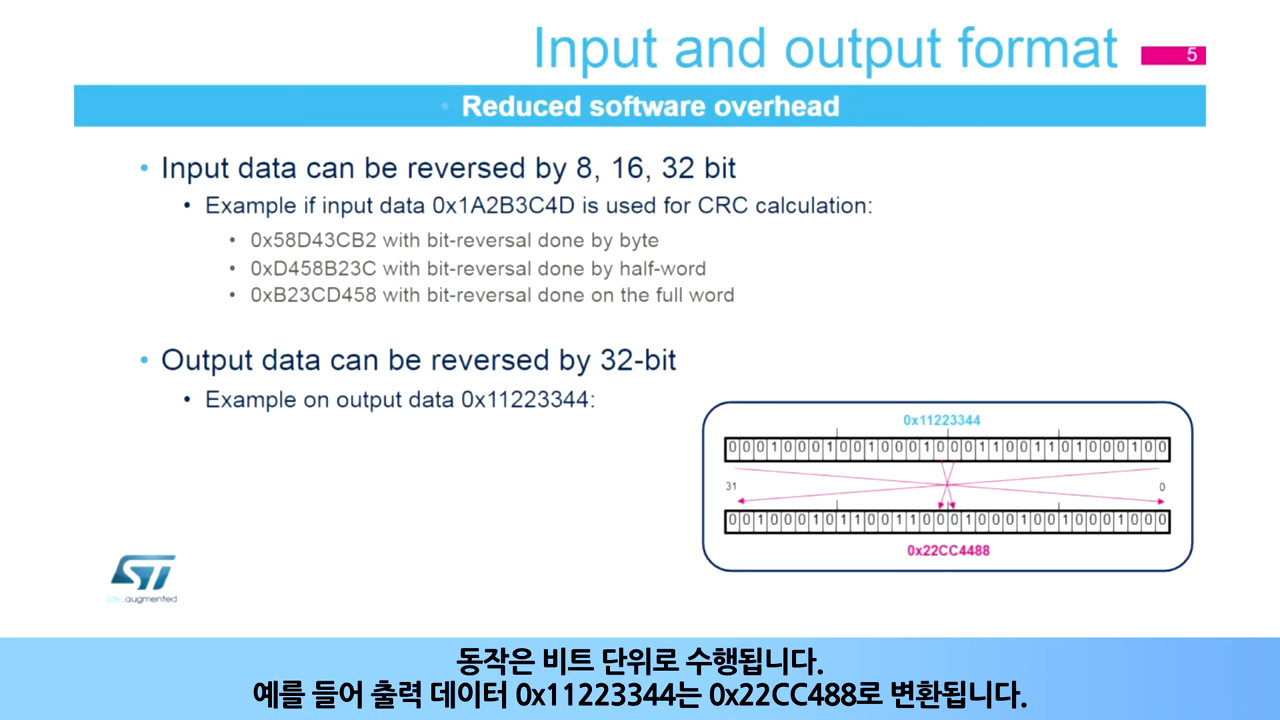 Input and output format
5
• Reduced software overhead
• Input data can be reversed by 8, 16, 32 bit
• Example if input data 0x1A2B3C4D is used for CRC calculation:
• 0x58D43CB2 with bit-reversal done by byte
• 0xD458B23C with bit-reversal done by half-word
• 0xB23CD458 with bit-reversal done on the full word
• Output data can be reversed by 32-bit
• Example on output data 0x11223344:
0x11223344
0 0 0 1 0 0 0 1 0 0 1 0 0 0 1 0 0 0 1 1 0 0 1 1 0 1 0 0 0 1 0 0
31 0
0 0 1 0 0 0 1 0 1 1 0 0 1 1 0 0 0 1 0 0 0 1 0 0 1 0 0 0 1 0 0 0
0x22CC4488
ST
life.augmented
동작은 비트 단위로 수행됩니다.
예를 들어 출력 데이터 0x11223344는 0x22CC488로 변환됩니다.